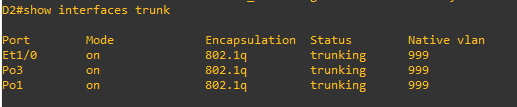 D2#show interfaces trunk
Port Mode Encapsulation Status Native vlan
Et1/0 on 802.1q trunking 999
Po3 on 802.1q trunking 999
Po1 on 802.1q trunking 999